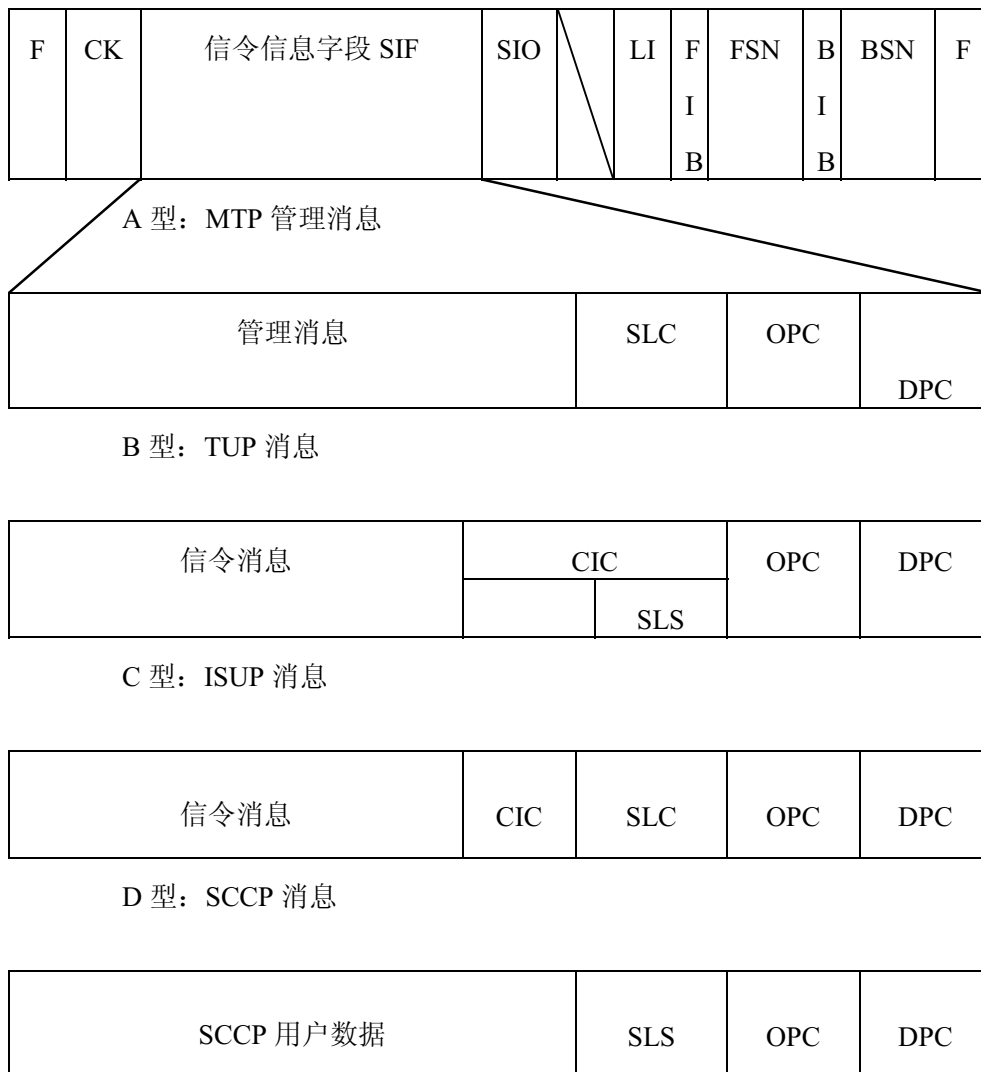 F CK 信令信息字段 SIF SIO LI FIB FSN BIB BSN F
A 型：MTP 管理消息
管理消息 SLC OPC DPC
B 型：TUP 消息
信令消息 CIC OPC DPC
SLS
C 型：ISUP 消息
信令消息 CIC SLC OPC DPC
D 型：SCCP 消息
SCCP 用户数据 SLS OPC DPC